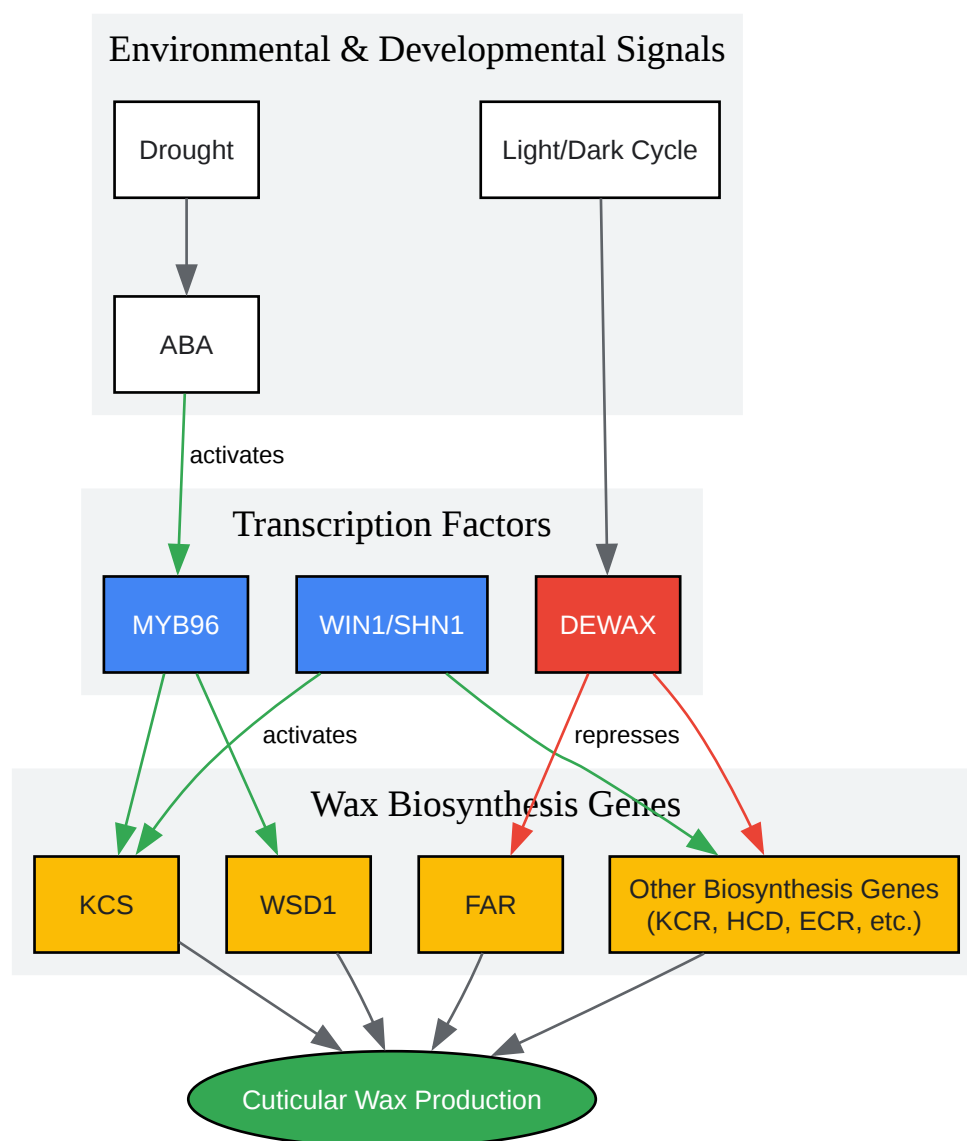 Environmental & Developmental Signals
Drought
Light/Dark Cycle
ABA
activates
Transcription Factors
MYB96
WIN1/SHN1
DEWAX
activates
represses
Wax Biosynthesis Genes
KCS
WSD1
FAR
Other Biosynthesis Genes
(KCR, HCD, ECR, etc.)
Cuticular Wax Production